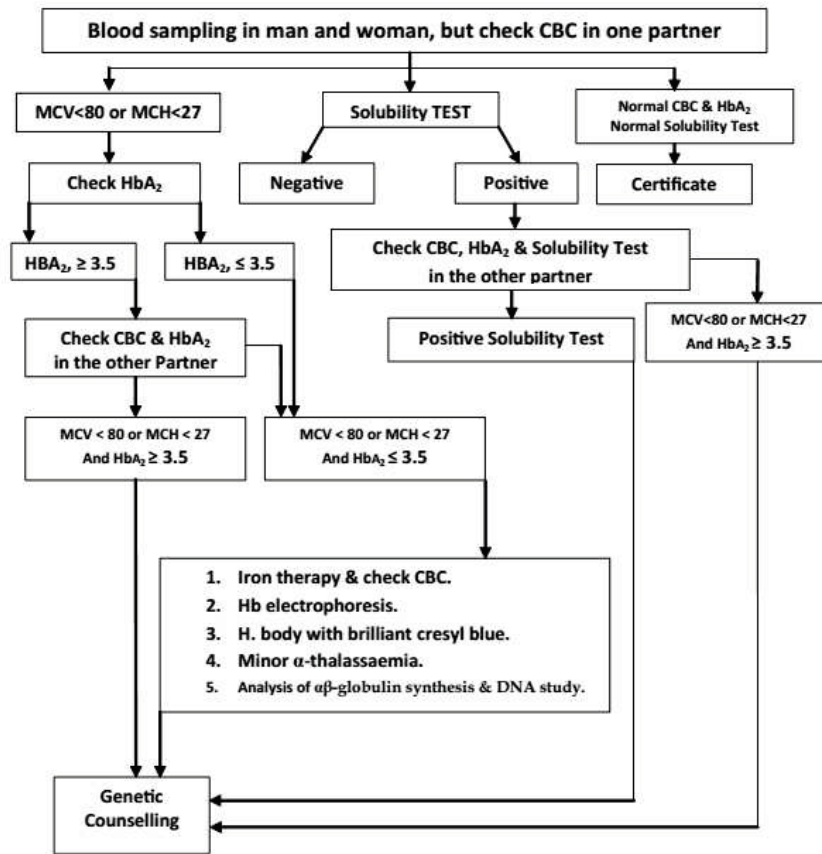 Blood sampling in man and woman, but check CBC in one partner
MCV<80 or MCH<27
Solubility TEST
Normal CBC & HbA₂
Normal Solubility Test
Check HbA₂
Negative
Positive
Certificate
HBA₂, ≥ 3.5
HBA₂, ≤ 3.5
Check CBC, HbA₂ & Solubility Test
in the other partner
Check CBC & HbA₂
in the other Partner
Positive Solubility Test
MCV<80 or MCH<27
And HbA₂ ≥ 3.5
MCV < 80 or MCH < 27
And HbA₂ ≥ 3.5
MCV < 80 or MCH < 27
And HbA₂ ≤ 3.5
1. Iron therapy & check CBC.
2. Hb electrophoresis.
3. H. body with brilliant cresyl blue.
4. Minor α-thalassaemia.
5. Analysis of αβ-globulin synthesis & DNA study.
Genetic
Counselling